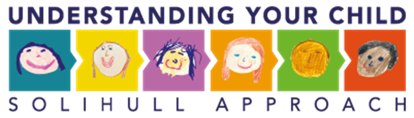 UNDERSTANDING YOUR CHILD
SOLIHULL APPROACH